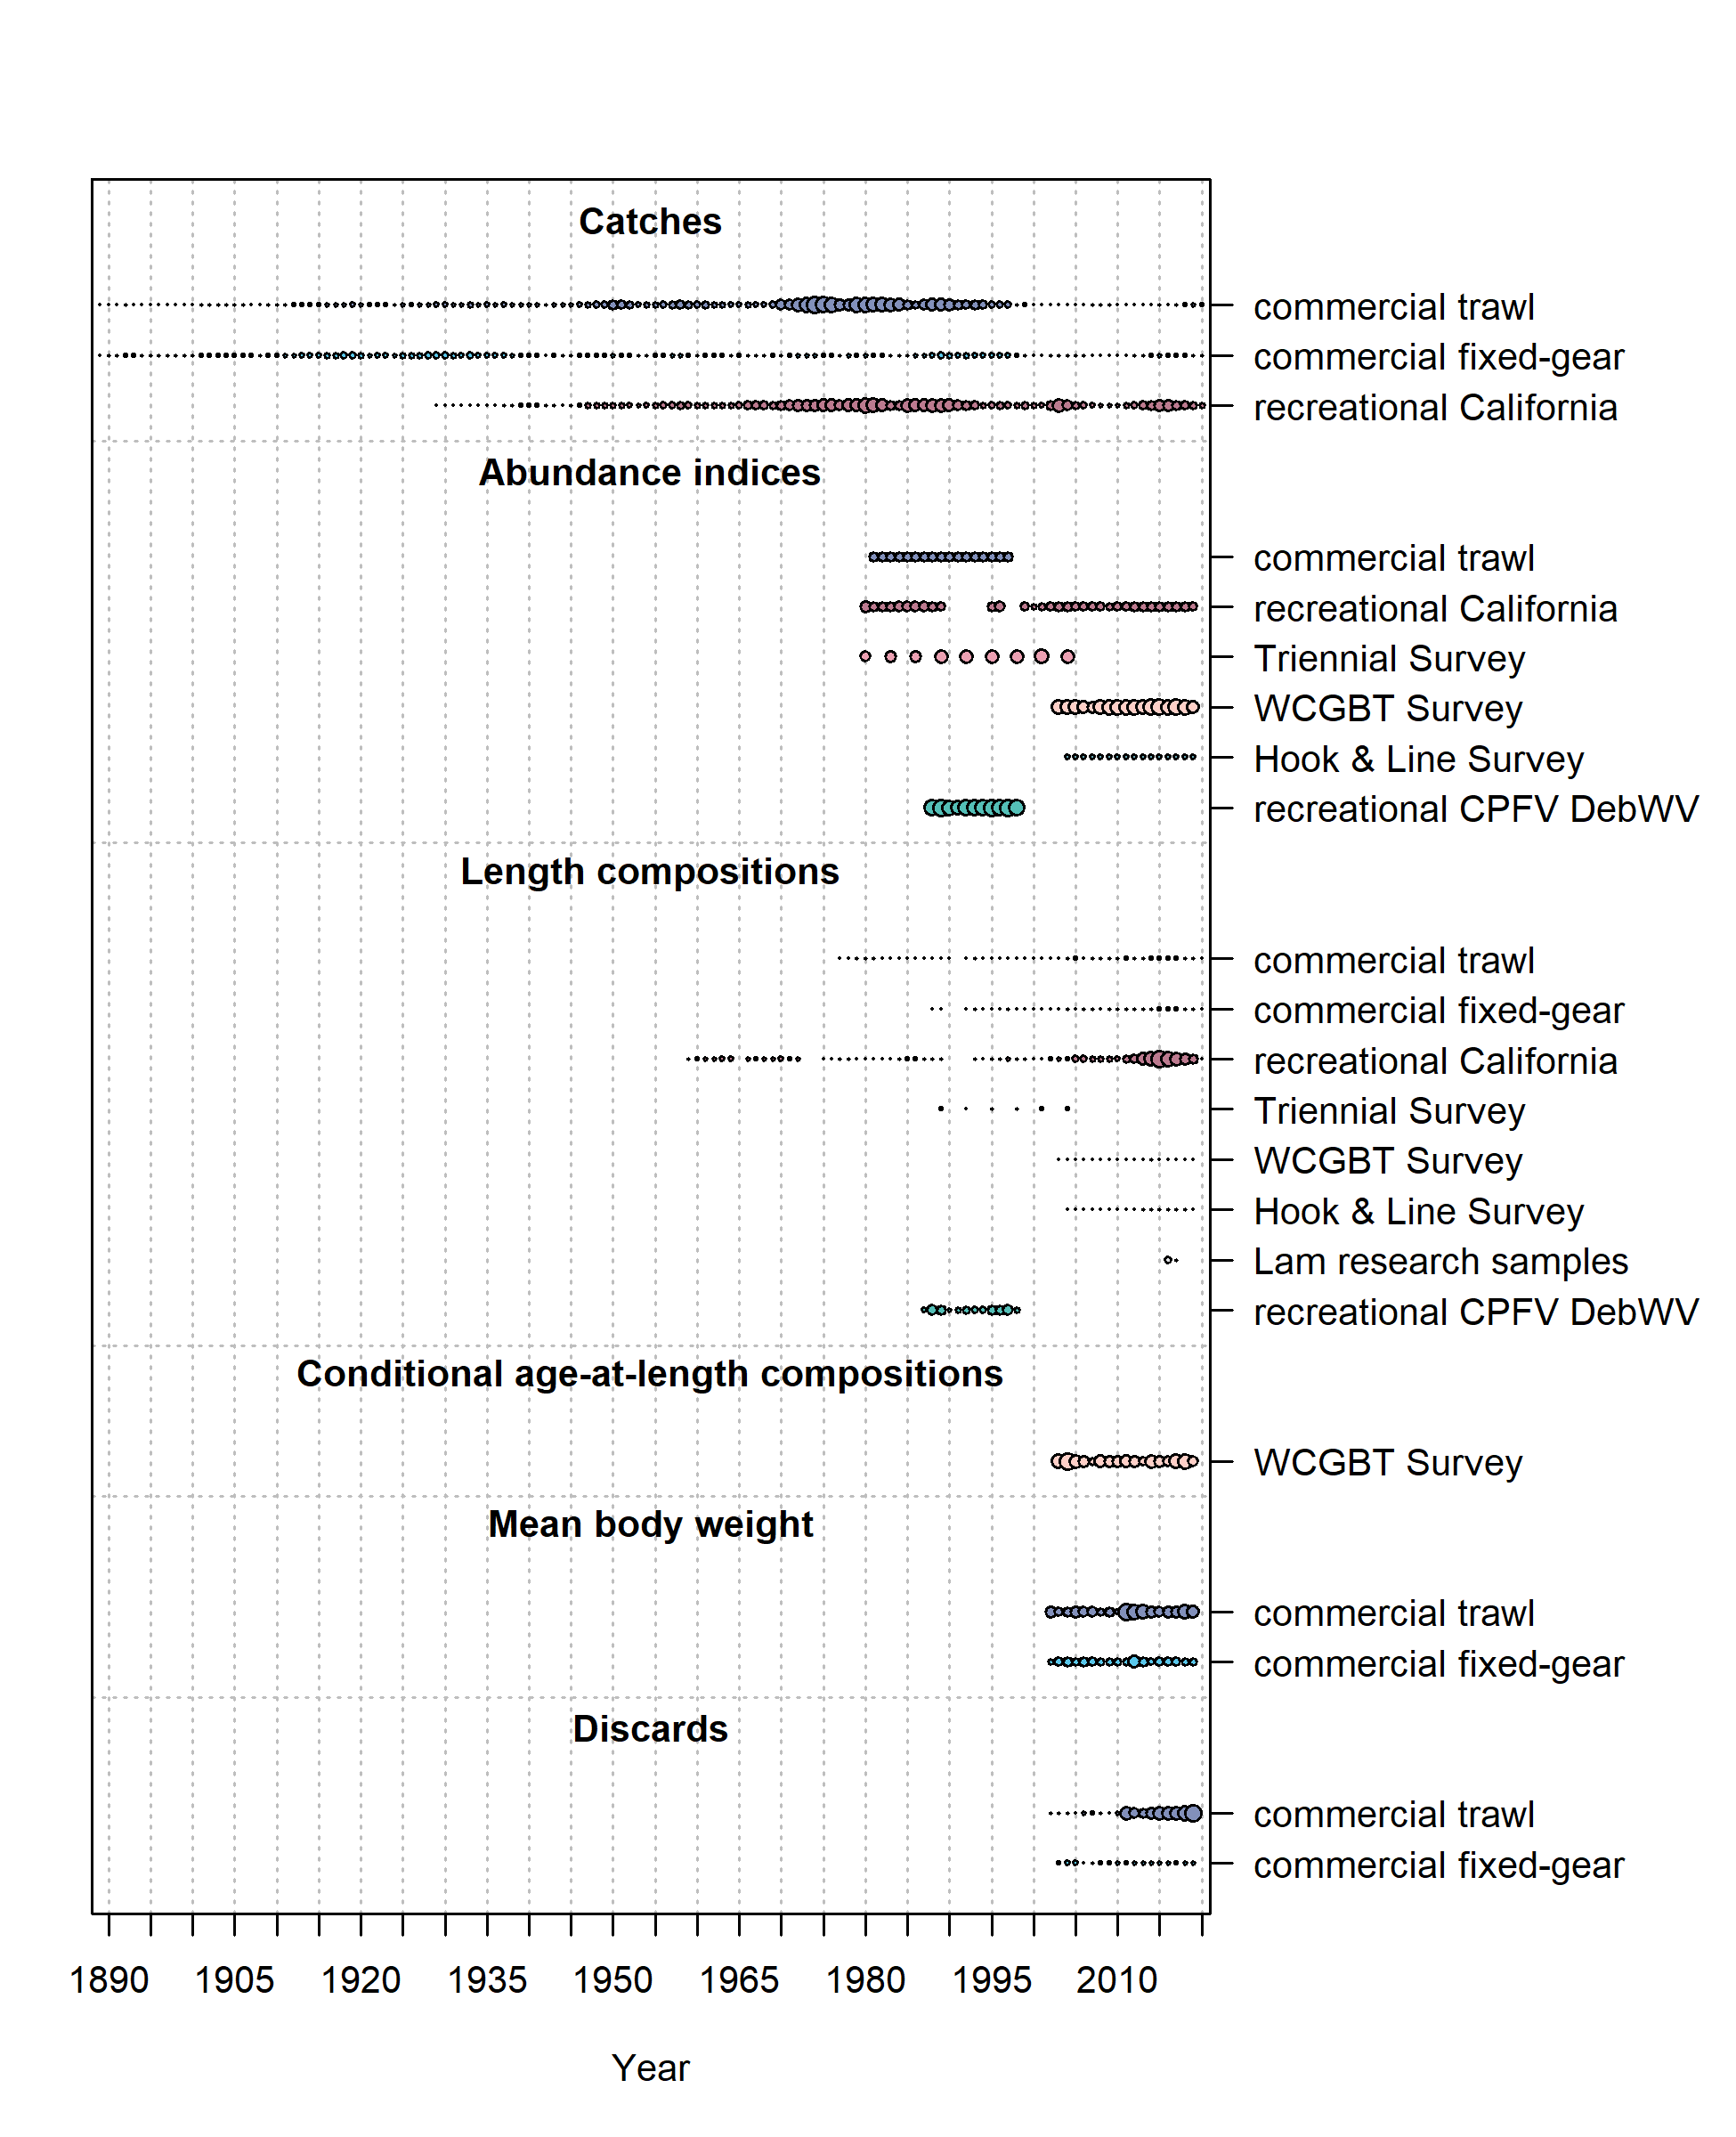 Catches
commercial trawl
commercial fixed-gear
recreational California
Abundance indices
commercial trawl
recreational California
Triennial Survey
WCGBT Survey
Hook & Line Survey
recreational CPFV DebWV
Length compositions
commercial trawl
commercial fixed-gear
recreational California
Triennial Survey
WCGBT Survey
Hook & Line Survey
Lam research samples
recreational CPFV DebWV
Conditional age-at-length compositions
WCGBT Survey
Mean body weight
commercial trawl
commercial fixed-gear
Discards
commercial trawl
commercial fixed-gear
1890 1905 1920 1935 1950 1965 1980 1995 2010
Year